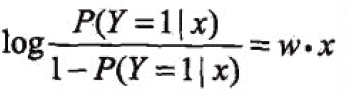 log P(Y=1|x) / 1-P(Y=1|x) = w·x